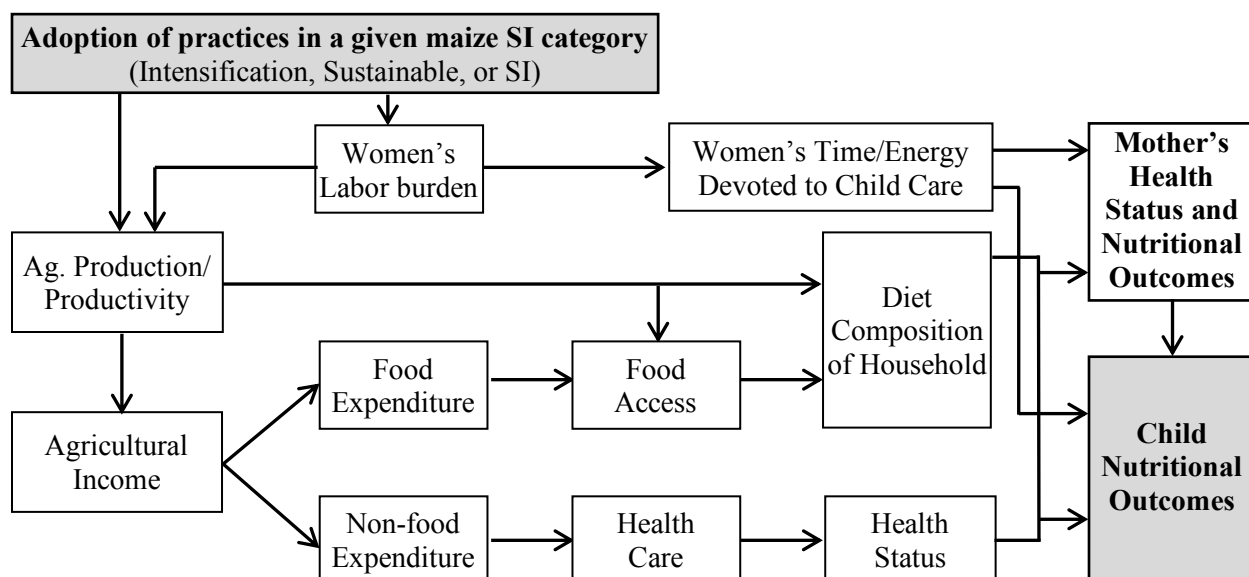 Adoption of practices in a given maize SI category
(Intensification, Sustainable, or SI)
Women’s
Labor burden
Women’s Time/Energy
Devoted to Child Care
Mother’s
Health
Status and
Nutritional
Outcomes
Ag. Production/
Productivity
Diet
Composition
of Household
Food
Expenditure
Food
Access
Agricultural
Income
Child
Nutritional
Outcomes
Non-food
Expenditure
Health
Care
Health
Status